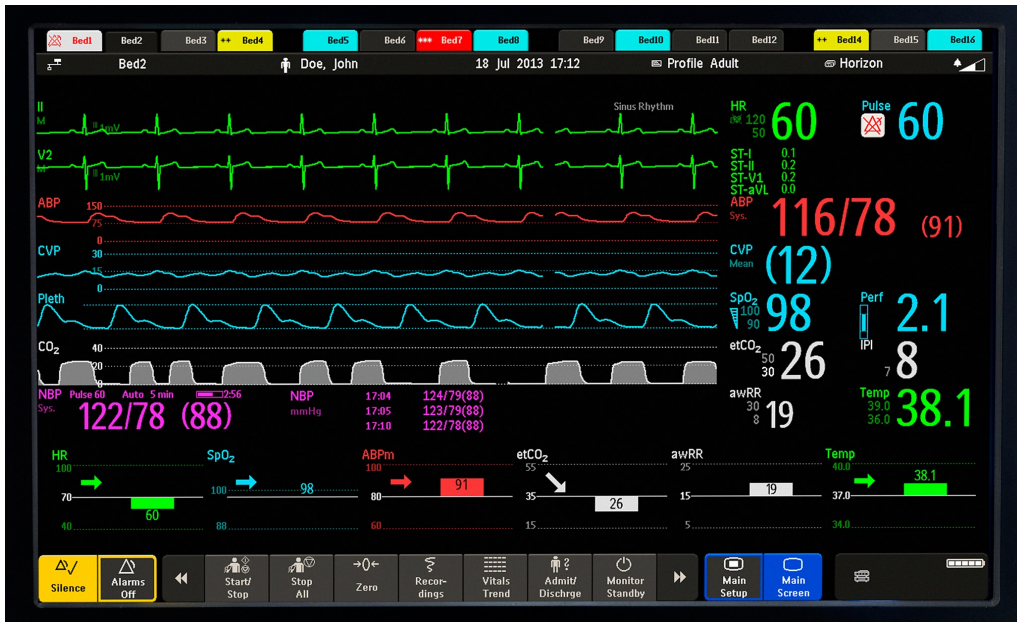 Bed1 Bed2 Bed3 ++ Bed4 Bed5 Bed6 *** Bed7 Bed8 Bed9 Bed10 Bed11 Bed12 ++ Bed14 Bed15 Bed16
Bed2 Doe, John 18 Jul 2013 17:12 Profile Adult Horizon
II
M
1mV
Sinus Rhythm
HR
120
50
60
Pulse
60
V2
M
1mV
ST-I 0.1
ST-II 0.2
ST-V1 0.2
ST-aVL 0.0
ABP
150
75
0
ABP
Sys.
116/78 (91)
CVP
30
15
0
CVP
Mean
(12)
Pleth
SpO2
100
90
98
Perf
2.1
CO2
40
20
0
etCO2
50
30
26
IPI
7
8
NBP Pulse 60 Auto 5 min 2:56
Sys.
122/78 (88)
NBP 17:04 124/79(88)
mmHg 17:05 123/79(88)
17:10 122/78(88)
awRR
30
8
19
Temp
39.0
36.0
38.1
HR
100
70
60
40
SpO2
100
98
88
ABPm
100
91
80
60
etCO2
55
35
26
15
awRR
25
19
15
5
Temp
40.0
38.1
37.0
34.0
Silence
Alarms
Off
Start/
Stop
Stop
All
→0←
Zero
Recor-
dings
Vitals
Trend
Admit/
Dischrge
Monitor
Standby
Main
Setup
Main
Screen